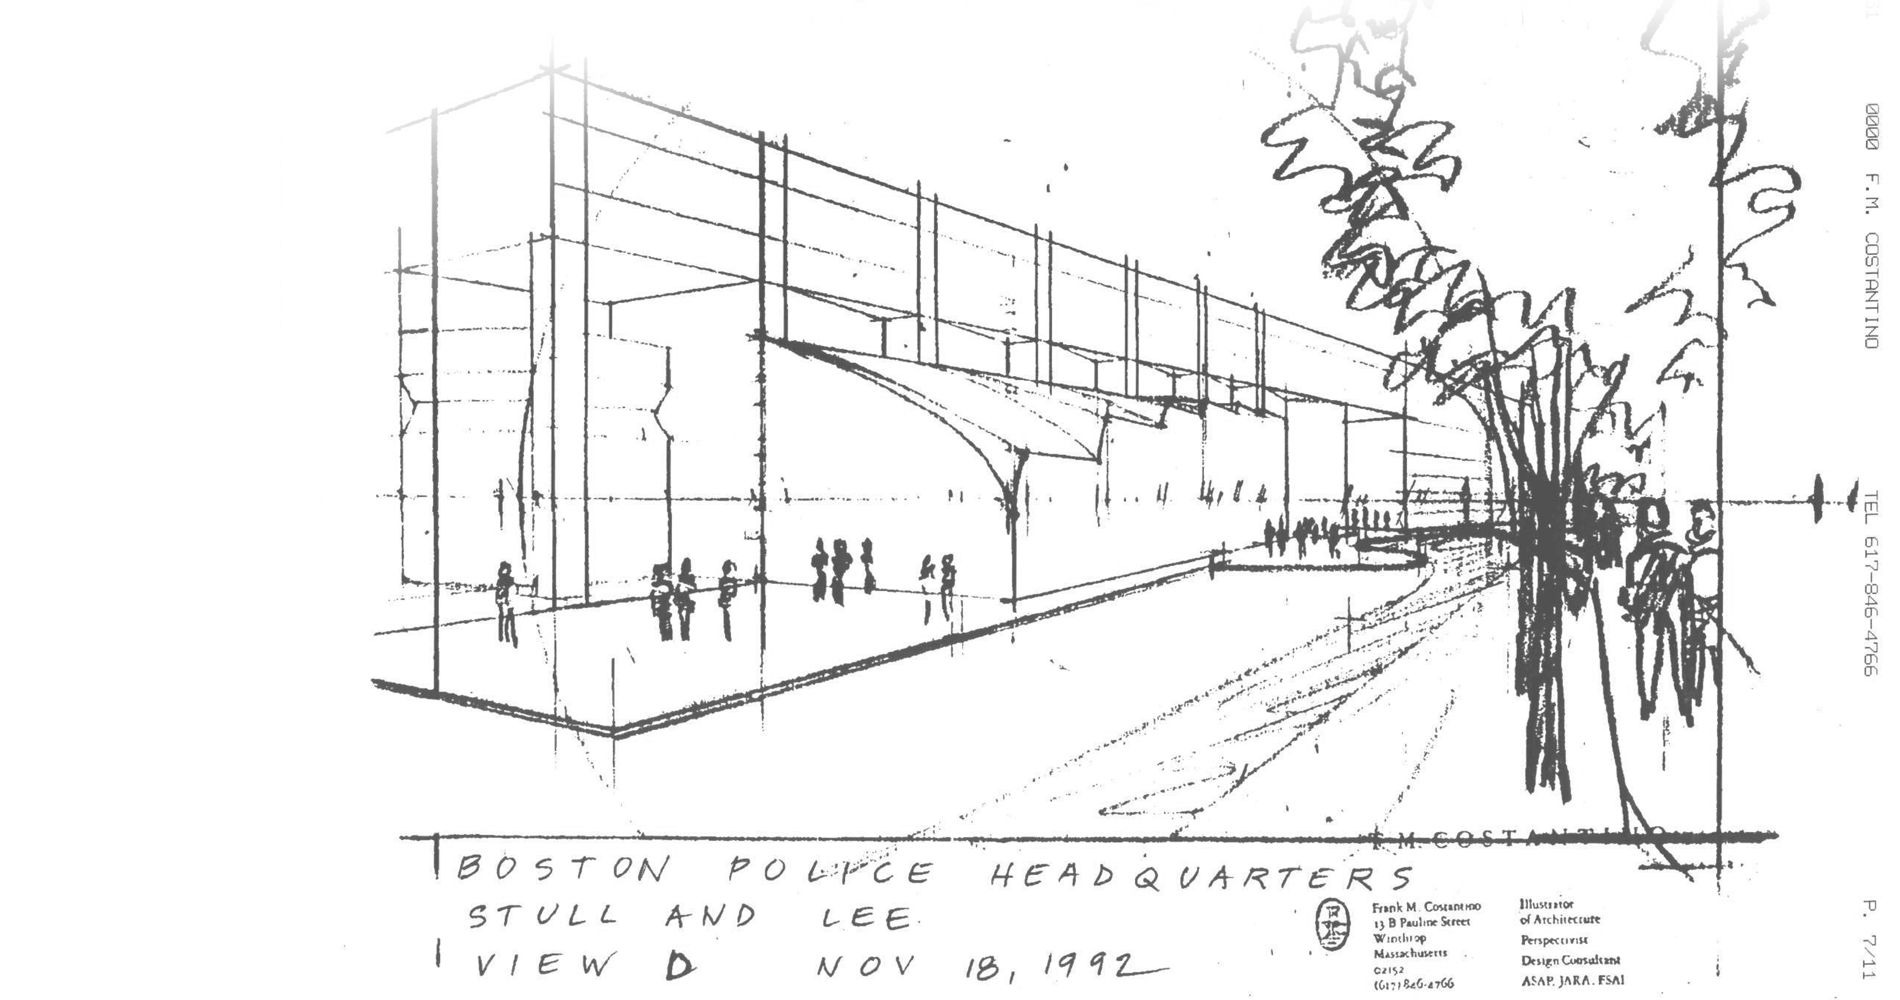 F. M. COSTANTINO
BOSTON POLICE HEADQUARTERS
STULL AND LEE.
VIEW D NOV 18, 1992
Frank M. Costantino
13 B Pauline Street
Winthrop
Massachusetts
02152
(617) 846-4766
Illustrator
of Architecture
Perspectivist
Design Consultant
ASAP, JARA, FSAI
0000 F.M. COSTANTINO TEL 617-846-4766 P. 7/11